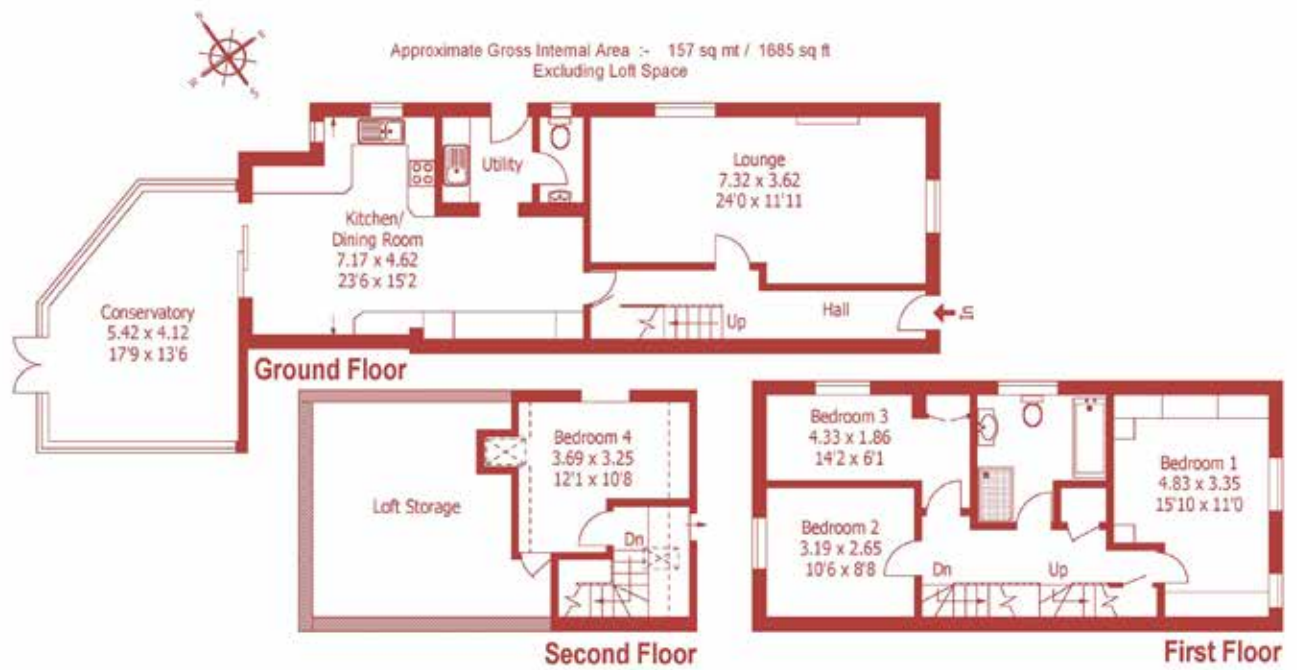 Approximate Gross Internal Area :- 157 sq mt / 1685 sq ft
Excluding Loft Space
Utility
Lounge
7.32 x 3.62
24'0 x 11'11
Kitchen/
Dining Room
7.17 x 4.62
23'6 x 15'2
Conservatory
5.42 x 4.12
17'9 x 13'6
Up
Hall
In
Ground Floor
Loft Storage
Bedroom 4
3.69 x 3.25
12'1 x 10'8
Dn
Second Floor
Bedroom 3
4.33 x 1.86
14'2 x 6'1
Bedroom 1
4.83 x 3.35
15'10 x 11'0
Bedroom 2
3.19 x 2.65
10'6 x 8'8
Dn
Up
First Floor